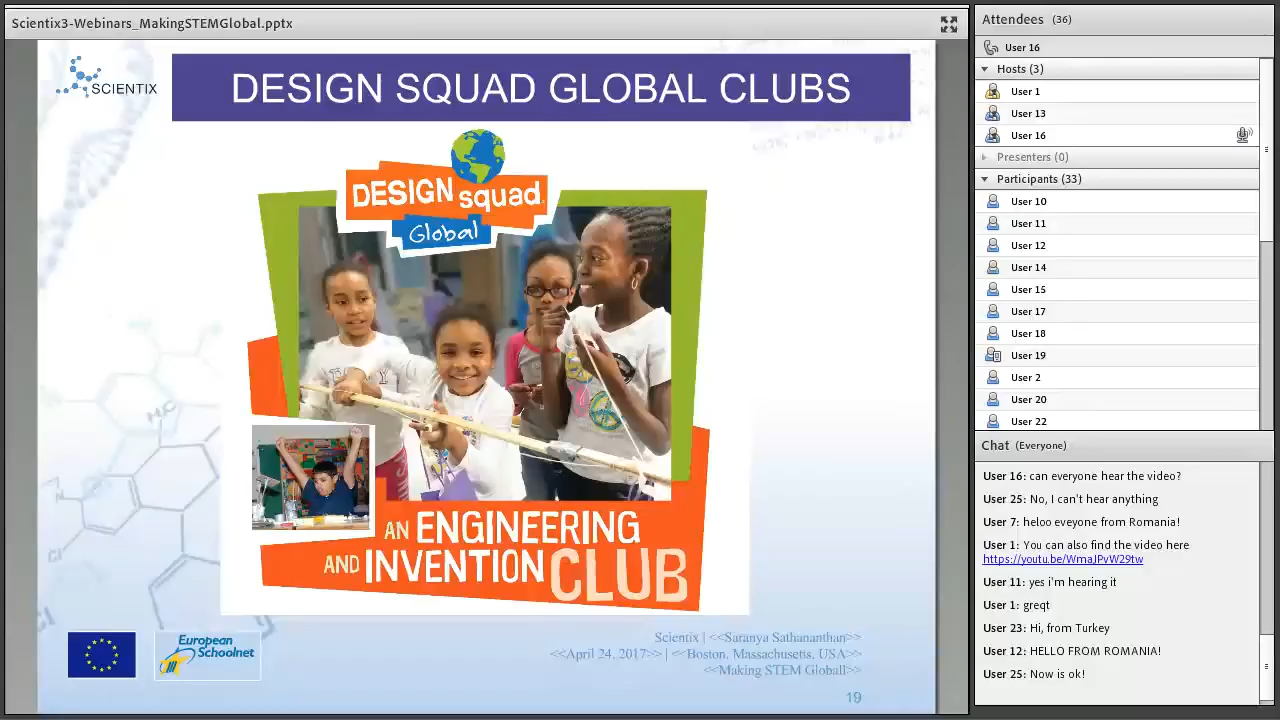 Scientix3-Webinars_MakingSTEMGlobal.pptx
SCIENTIX
DESIGN SQUAD GLOBAL CLUBS
DESIGN squad
Global
AN ENGINEERING
AND INVENTION CLUB
European
Schoolnet
Scientix | <<Saranya Sathananthan>>
<<April 24, 2017>> | <<Boston, Massachusetts, USA>>
<<Making STEM Globall>>
19
Attendees (36)
User 16
Hosts (3)
User 1
User 13
User 16
Presenters (0)
Participants (33)
User 10
User 11
User 12
User 14
User 15
User 17
User 18
User 19
User 2
User 20
User 22
Chat (Everyone)
User 16: can everyone hear the video?
User 25: No, I can't hear anything
User 7: heloo eveyone from Romania!
User 1: You can also find the video here
https://youtu.be/WmaJPvW29tw
User 11: yes i'm hearing it
User 1: greqt
User 23: Hi, from Turkey
User 12: HELLO FROM ROMANIA!
User 25: Now is ok!